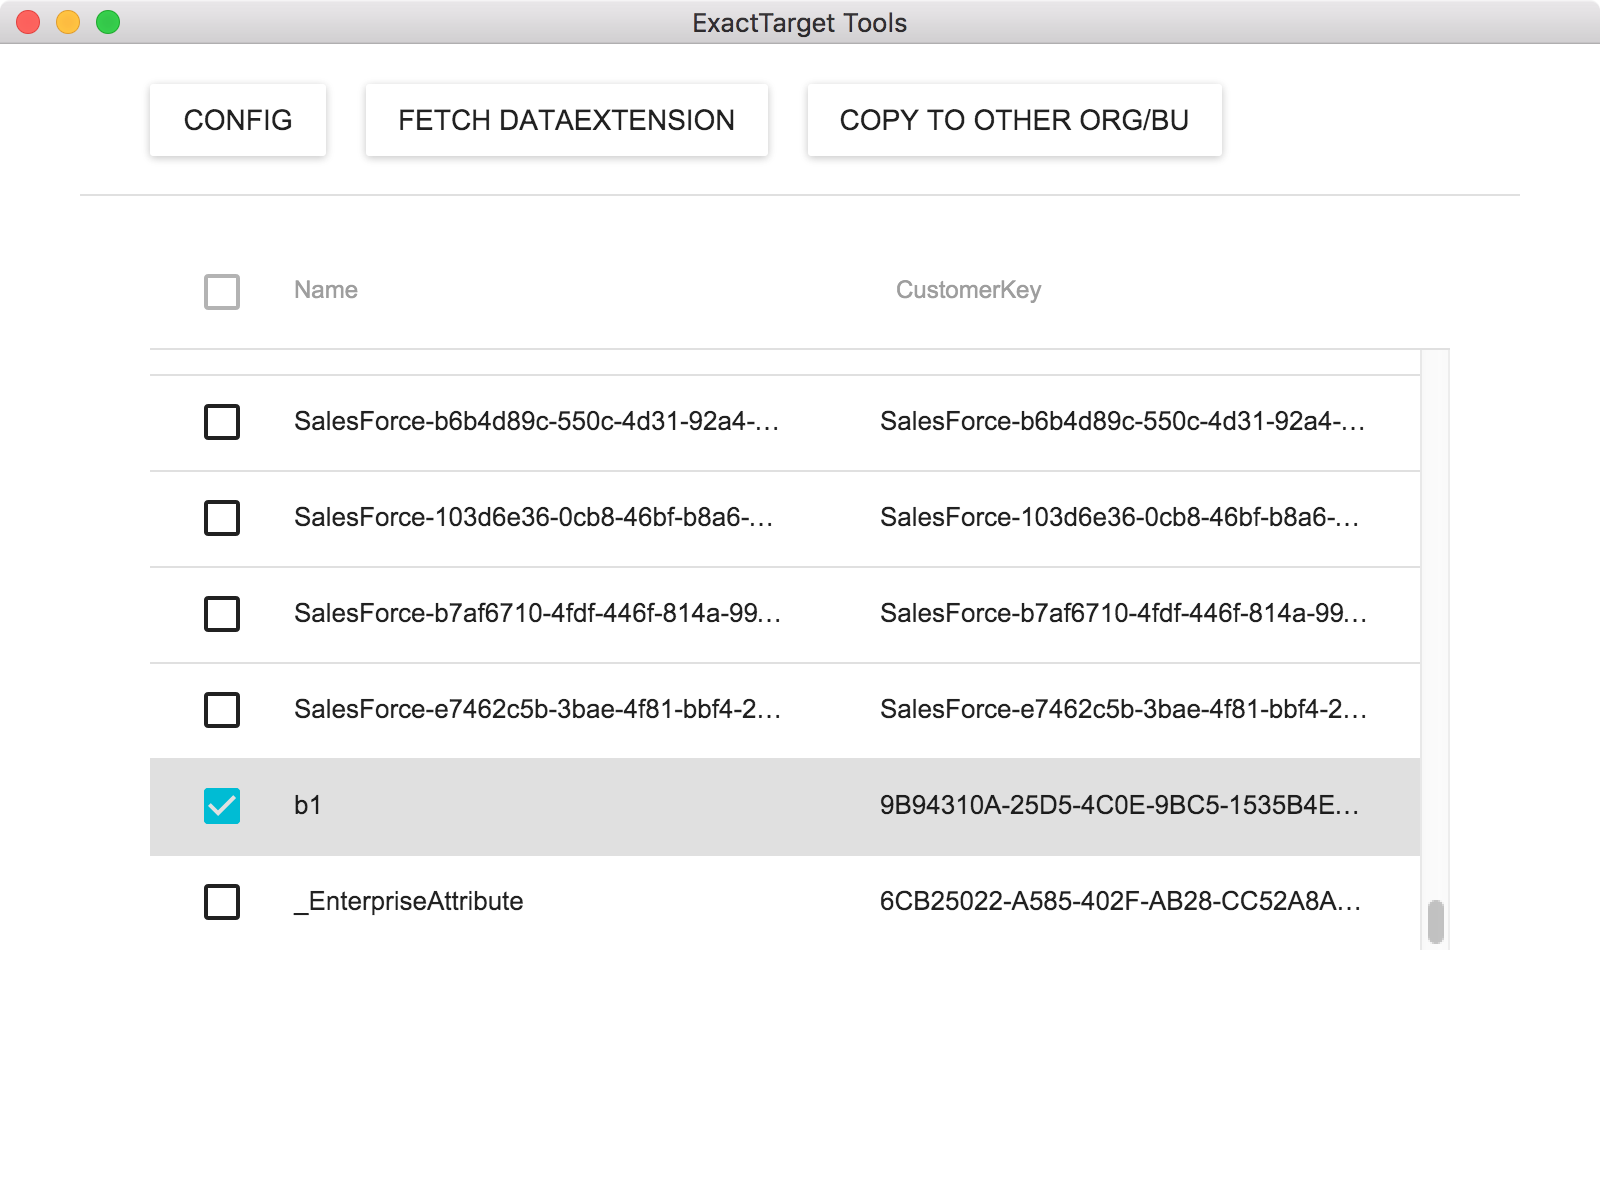 ExactTarget Tools
CONFIG FETCH DATAEXTENSION COPY TO OTHER ORG/BU
Name CustomerKey
SalesForce-b6b4d89c-550c-4d31-92a4-... SalesForce-b6b4d89c-550c-4d31-92a4-...
SalesForce-103d6e36-0cb8-46bf-b8a6-... SalesForce-103d6e36-0cb8-46bf-b8a6-...
SalesForce-b7af6710-4fdf-446f-814a-99... SalesForce-b7af6710-4fdf-446f-814a-99...
SalesForce-e7462c5b-3bae-4f81-bbf4-2... SalesForce-e7462c5b-3bae-4f81-bbf4-2...
b1 9B94310A-25D5-4C0E-9BC5-1535B4E...
_EnterpriseAttribute 6CB25022-A585-402F-AB28-CC52A8A...